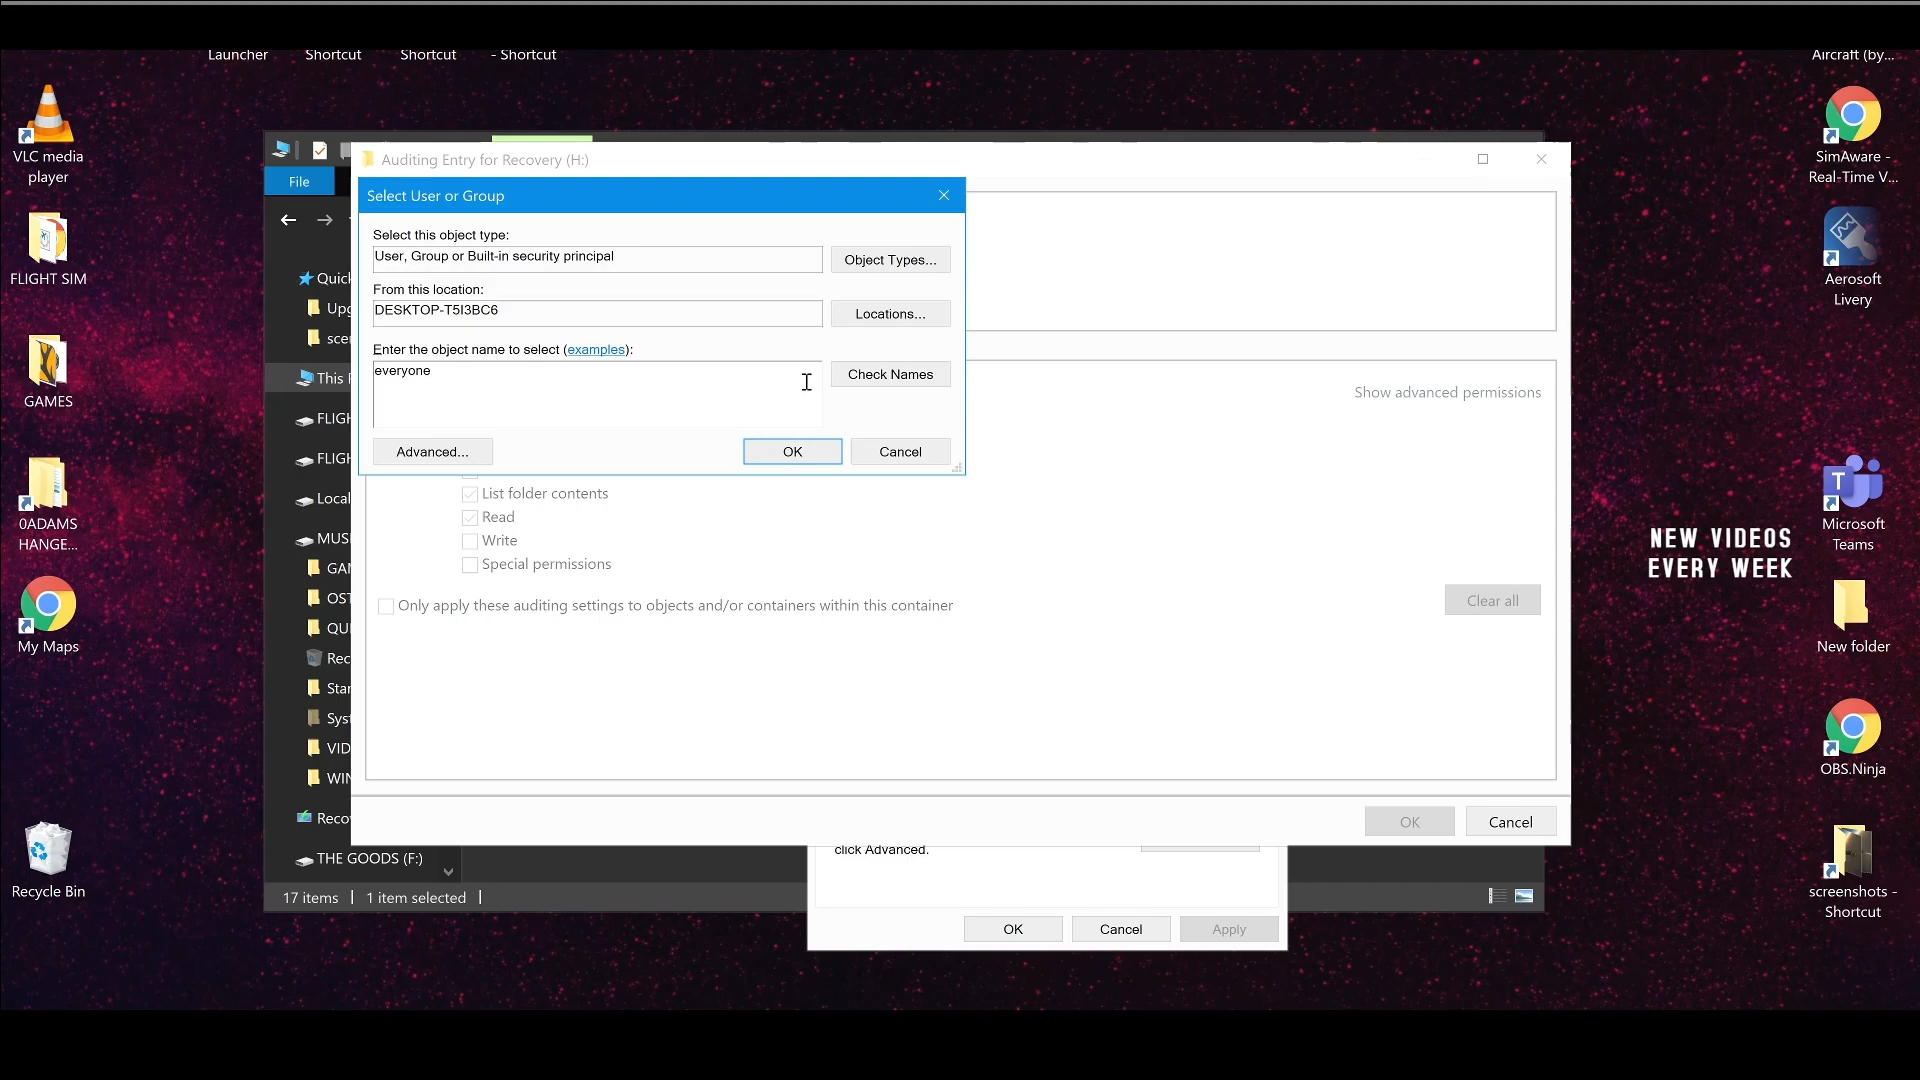 Launcher
Shortcut
Shortcut
- Shortcut
Aircraft (by...
VLC media
player
FLIGHT SIM
GAMES
0ADAMS
HANGE...
My Maps
Recycle Bin
File
Auditing Entry for Recovery (H:)
Select User or Group
Select this object type:
User, Group or Built-in security principal
Object Types...
From this location:
DESKTOP-T5I3BC6
Locations...
Enter the object name to select (examples):
everyone
Check Names
Advanced...
OK
Cancel
Show advanced permissions
List folder contents
Read
Write
Special permissions
Only apply these auditing settings to objects and/or containers within this container
Clear all
OK
Cancel
This
Local
THE GOODS (F:)
17 items
1 item selected
click Advanced.
OK
Cancel
Apply
SimAware -
Real-Time V...
Aerosoft
Livery
Microsoft
Teams
NEW VIDEOS
EVERY WEEK
New folder
OBS.Ninja
screenshots -
Shortcut